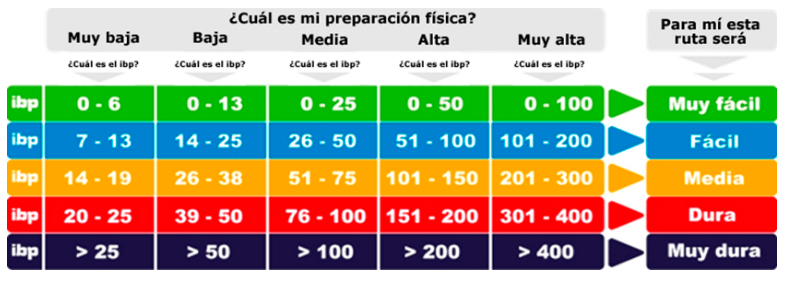 ¿Cuál es mi preparación física?
Para mí esta
ruta será
Muy baja Baja Media Alta Muy alta
¿Cuál es el ibp? ¿Cuál es el ibp? ¿Cuál es el ibp? ¿Cuál es el ibp? ¿Cuál es el ibp?
ibp 0 - 6 0 - 13 0 - 25 0 - 50 0 - 100 Muy fácil
ibp 7 - 13 14 - 25 26 - 50 51 - 100 101 - 200 Fácil
ibp 14 - 19 26 - 38 51 - 75 101 - 150 201 - 300 Media
ibp 20 - 25 39 - 50 76 - 100 151 - 200 301 - 400 Dura
ibp > 25 > 50 > 100 > 200 > 400 Muy dura